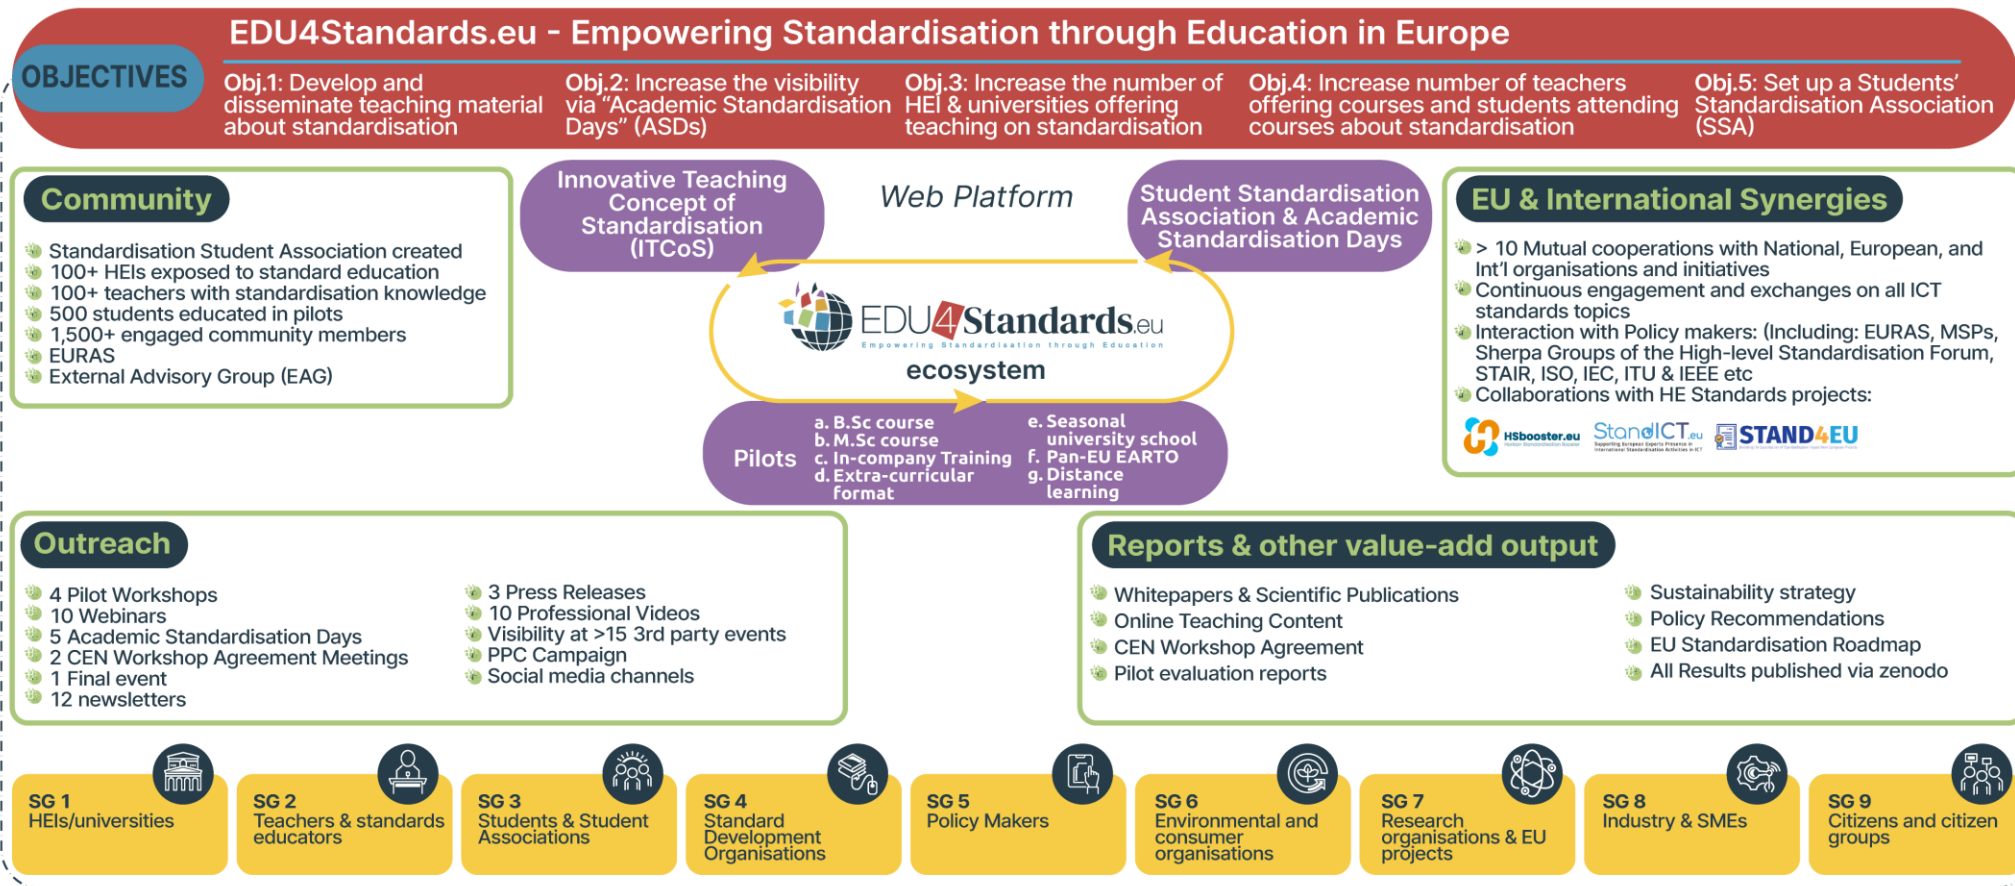 EDU4Standards.eu - Empowering Standardisation through Education in Europe
OBJECTIVES
Obj.1: Develop and
disseminate teaching material
about standardisation
Obj.2: Increase the visibility
via “Academic Standardisation
Days” (ASDs)
Obj.3: Increase the number of
HEI & universities offering
teaching on standardisation
Obj.4: Increase number of teachers
offering courses and students attending
courses about standardisation
Obj.5: Set up a Students’
Standardisation Association
(SSA)
Community
Standardisation Student Association created
100+ HEIs exposed to standard education
100+ teachers with standardisation knowledge
500 students educated in pilots
1,500+ engaged community members
EURAS
External Advisory Group (EAG)
Innovative Teaching
Concept of
Standardisation
(ITCoS)
Web Platform
Student Standardisation
Association & Academic
Standardisation Days
EDU4Standards.eu
Empowering Standardisation through Education
ecosystem
Pilots
a. B.Sc course
b. M.Sc course
c. In-company Training
d. Extra-curricular
format
e. Seasonal
university school
f. Pan-EU EARTO
g. Distance
learning
EU & International Synergies
> 10 Mutual cooperations with National, European, and
Int'l organisations and initiatives
Continuous engagement and exchanges on all ICT
standards topics
Interaction with Policy makers: (Including: EURAS, MSPs,
Sherpa Groups of the High-level Standardisation Forum,
STAIR, ISO, IEC, ITU & IEEE etc
Collaborations with HE Standards projects:
HSbooster.eu
StandICT.eu
Supporting European Experts Presence in
International Standardisation Activities in ICT
STAND4EU
Outreach
4 Pilot Workshops
10 Webinars
5 Academic Standardisation Days
2 CEN Workshop Agreement Meetings
1 Final event
12 newsletters
3 Press Releases
10 Professional Videos
Visibility at >15 3rd party events
PPC Campaign
Social media channels
Reports & other value-add output
Whitepapers & Scientific Publications
Online Teaching Content
CEN Workshop Agreement
Pilot evaluation reports
Sustainability strategy
Policy Recommendations
EU Standardisation Roadmap
All Results published via zenodo
SG 1
HEIs/universities
SG 2
Teachers & standards
educators
SG 3
Students & Student
Associations
SG 4
Standard
Development
Organisations
SG 5
Policy Makers
SG 6
Environmental and
consumer
organisations
SG 7
Research
organisations & EU
projects
SG 8
Industry & SMEs
SG 9
Citizens and citizen
groups